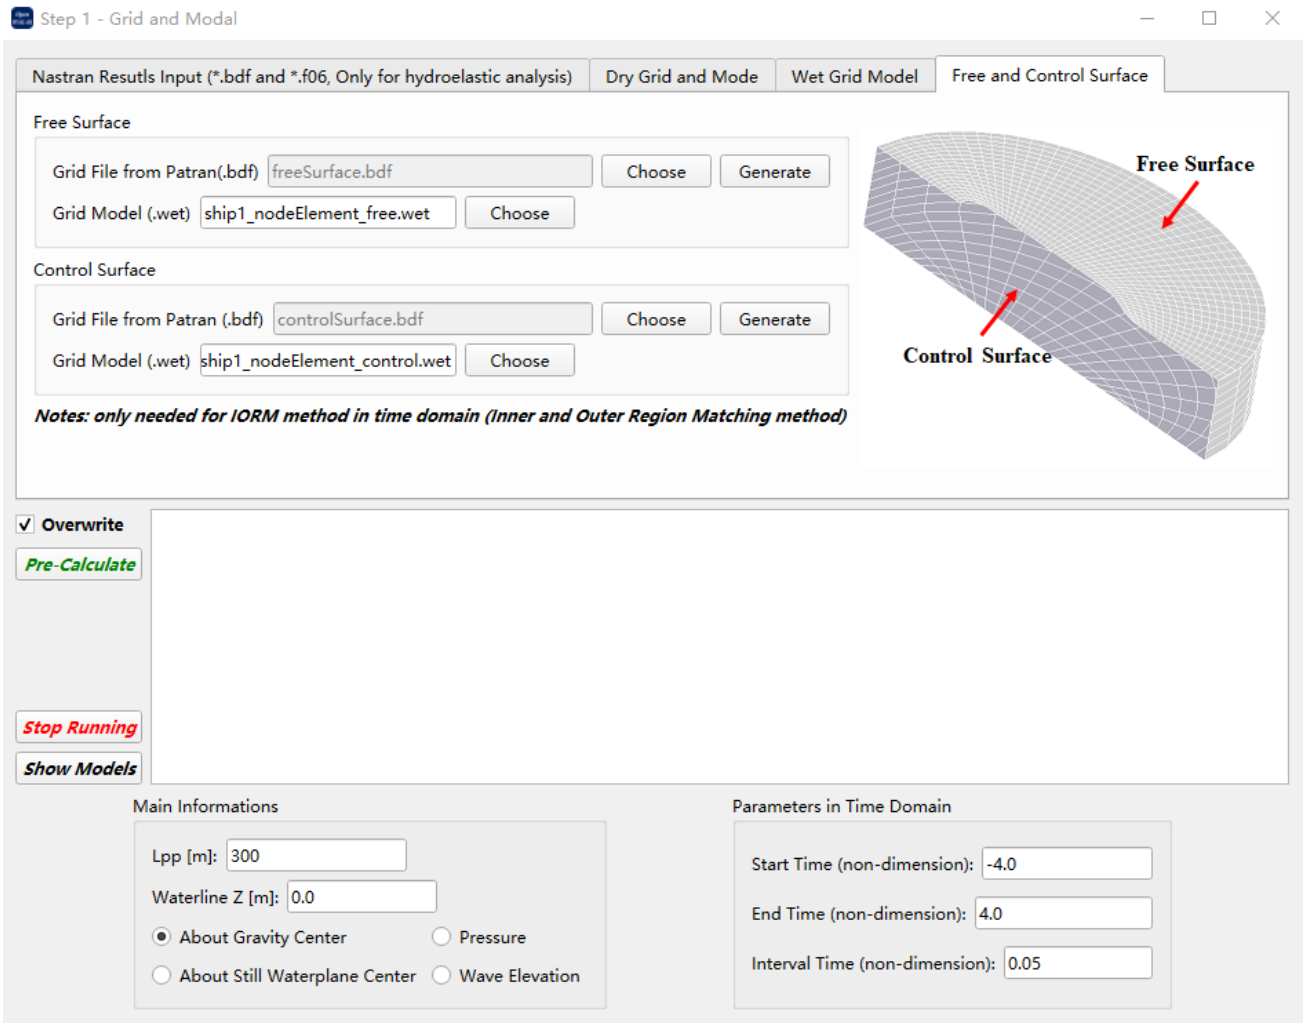 Step 1 - Grid and Modal
Nastran Resutls Input (*.bdf and *.f06, Only for hydroelastic analysis)
Dry Grid and Mode
Wet Grid Model
Free and Control Surface
Free Surface
Grid File from Patran(.bdf) freeSurface.bdf Choose Generate
Grid Model (.wet) ship1_nodeElement_free.wet Choose
Control Surface
Grid File from Patran (.bdf) controlSurface.bdf Choose Generate
Grid Model (.wet) ship1_nodeElement_control.wet Choose
Notes: only needed for IORM method in time domain (Inner and Outer Region Matching method)
Free Surface
Control Surface
Overwrite
Pre-Calculate
Stop Running
Show Models
Main Informations
Lpp [m]: 300
Waterline Z [m]: 0.0
About Gravity Center Pressure
About Still Waterplane Center Wave Elevation
Parameters in Time Domain
Start Time (non-dimension): -4.0
End Time (non-dimension): 4.0
Interval Time (non-dimension): 0.05